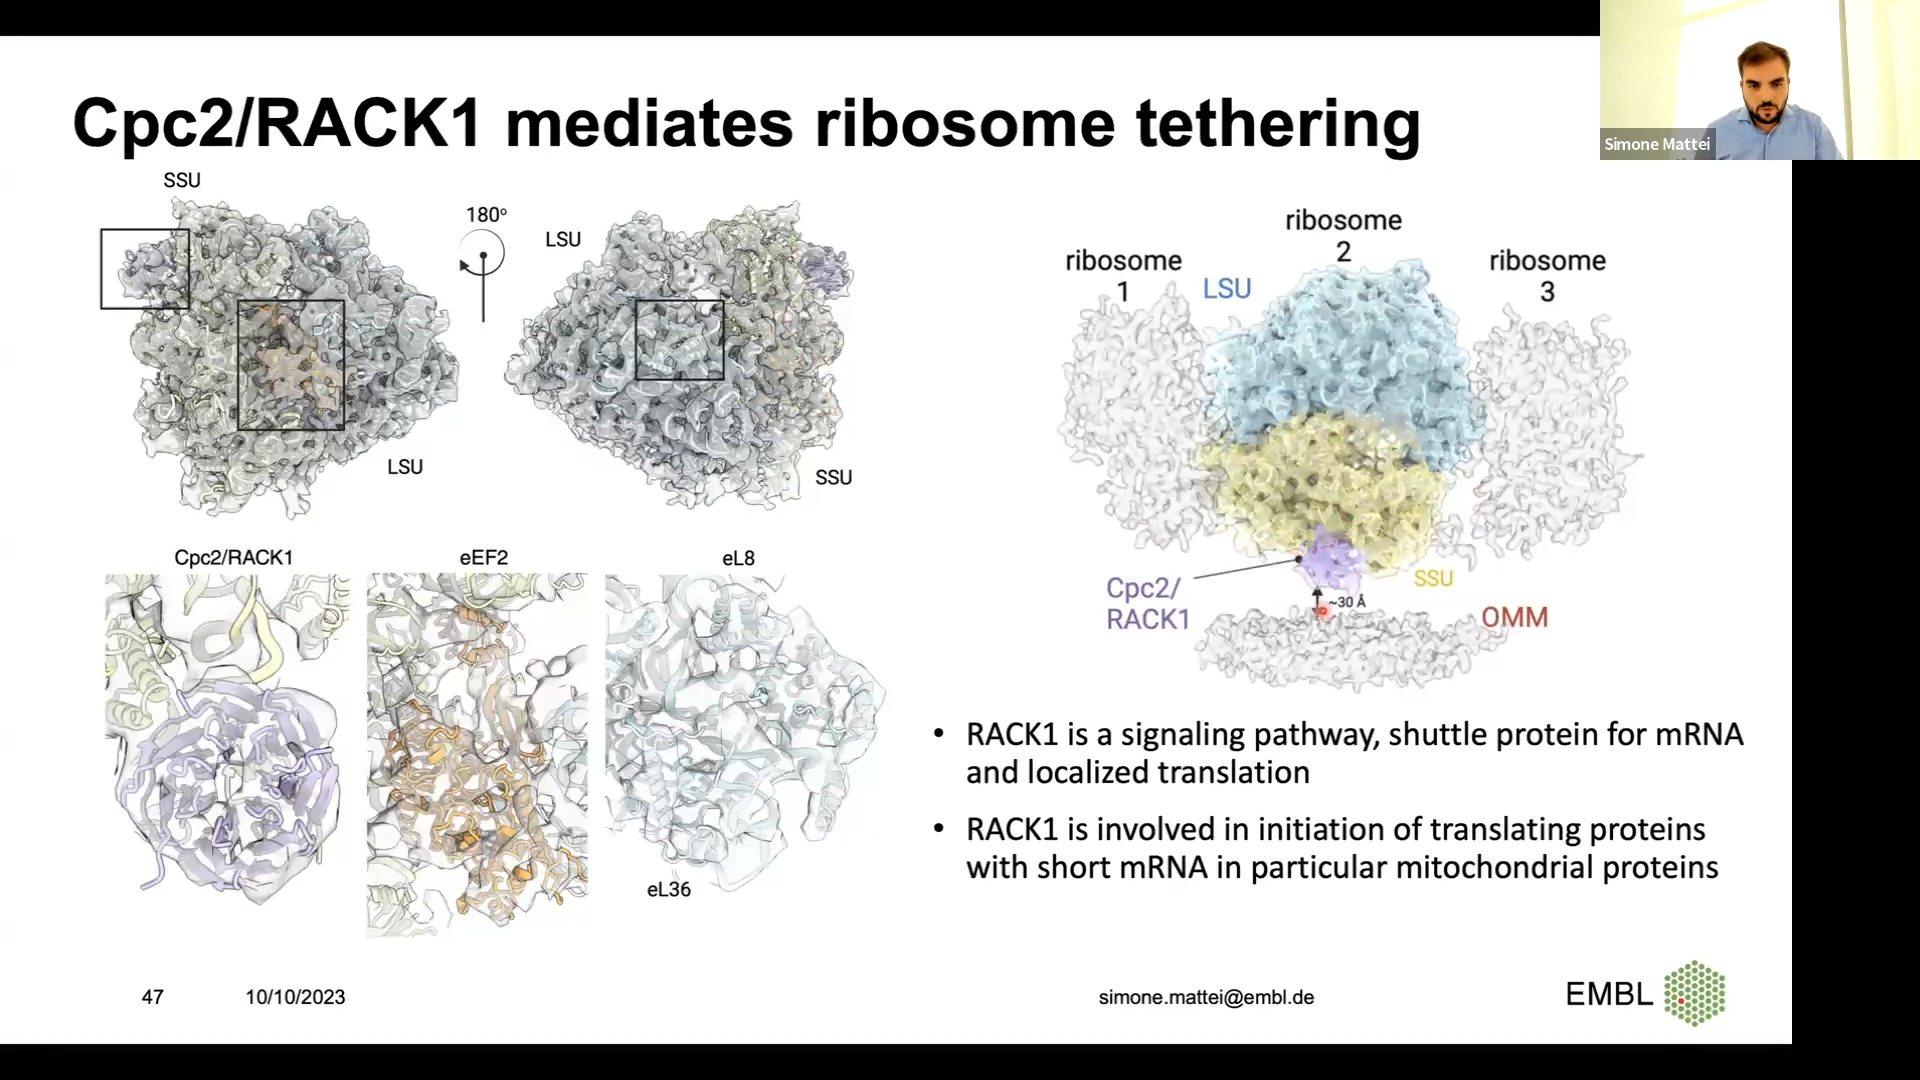 Simone Mattei
Cpc2/RACK1 mediates ribosome tethering
SSU
180°
LSU
LSU
SSU
Cpc2/RACK1
eEF2
eL8
eL36
ribosome
1
ribosome
2
ribosome
3
LSU
Cpc2/
RACK1
SSU
~30 Å
OMM
• RACK1 is a signaling pathway, shuttle protein for mRNA
and localized translation
• RACK1 is involved in initiation of translating proteins
with short mRNA in particular mitochondrial proteins
47
10/10/2023
simone.mattei@embl.de
EMBL